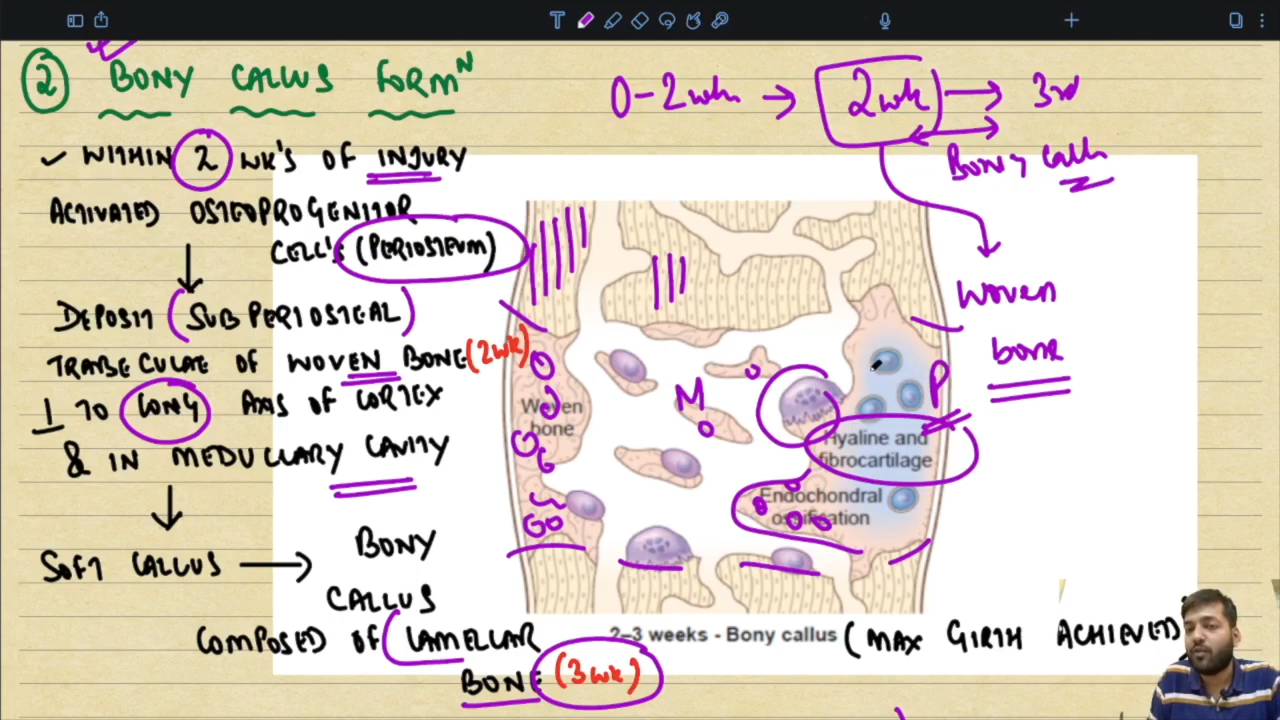 ② BONY CALLUS FORMᴺ
0-2wks → 2wk → 3rd
Bony Callus
✓ WITHIN 2 WK'S OF INJURY
ACTIVATED OSTEOPROGENITOR
CELL'S (PERIOSTEUM)
DEPOSIT (SUBPERIOSTEAL)
TRABECULAE OF WOVEN BONE (2wk)
⊥ TO LONG AXIS OF CORTEX
& IN MEDULLARY CAVITY
SOFT CALLUS → BONY
CALLUS
COMPOSED OF LAMELLAR
BONE (3wk)
Woven
bone
Woven
bone
M
P
Hyaline and
fibrocartilage
Endochondral
ossification
2–3 weeks - Bony callus (MAX GIRTH ACHIEVED)